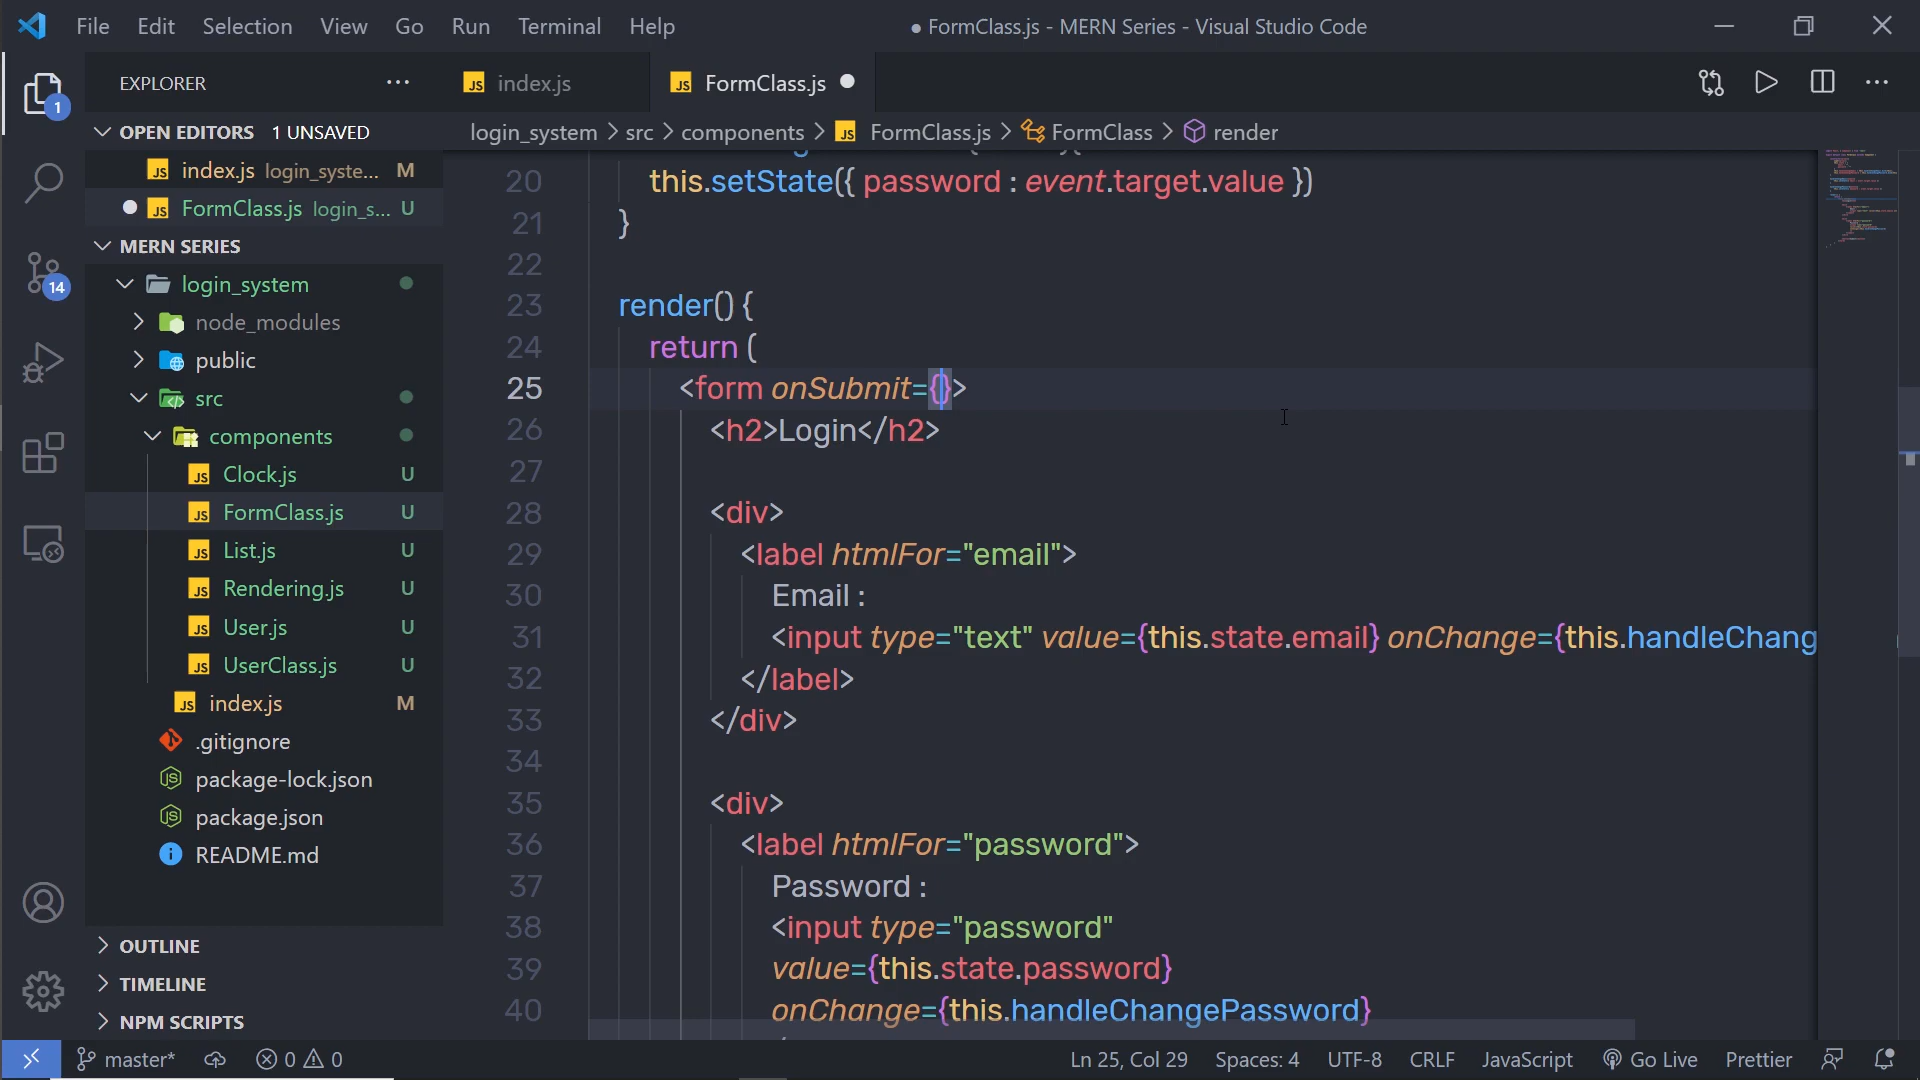 File Edit Selection View Go Run Terminal Help
● FormClass.js - MERN Series - Visual Studio Code
EXPLORER
index.js
FormClass.js
OPEN EDITORS 1 UNSAVED
index.js login_syste... M
FormClass.js login_s... U
MERN SERIES
login_system
node_modules
public
src
components
Clock.js U
FormClass.js U
List.js U
Rendering.js U
User.js U
UserClass.js U
index.js M
.gitignore
package-lock.json
package.json
README.md
OUTLINE
TIMELINE
NPM SCRIPTS
1
14
login_system > src > components > JS FormClass.js > FormClass > render
20 this.setState({ password : event.target.value })
21 }
22
23 render() {
24 return (
25 <form onSubmit={}>
26 <h2>Login</h2>
27
28 <div>
29 <label htmlFor="email">
30 Email :
31 <input type="text" value={this.state.email} onChange={this.handleChang
32 </label>
33 </div>
34
35 <div>
36 <label htmlFor="password">
37 Password :
38 <input type="password"
39 value={this.state.password}
40 onChange={this.handleChangePassword}
master* 0 0 Ln 25, Col 29 Spaces: 4 UTF-8 CRLF JavaScript Go Live Prettier